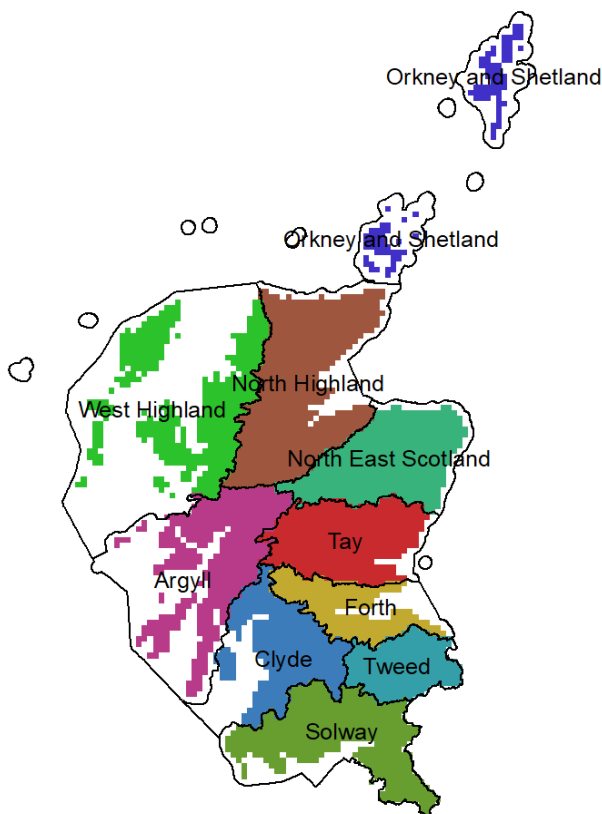 Orkney and Shetland
Orkney and Shetland
North Highland
West Highland
North East Scotland
Tay
Argyll
Forth
Clyde
Tweed
Solway